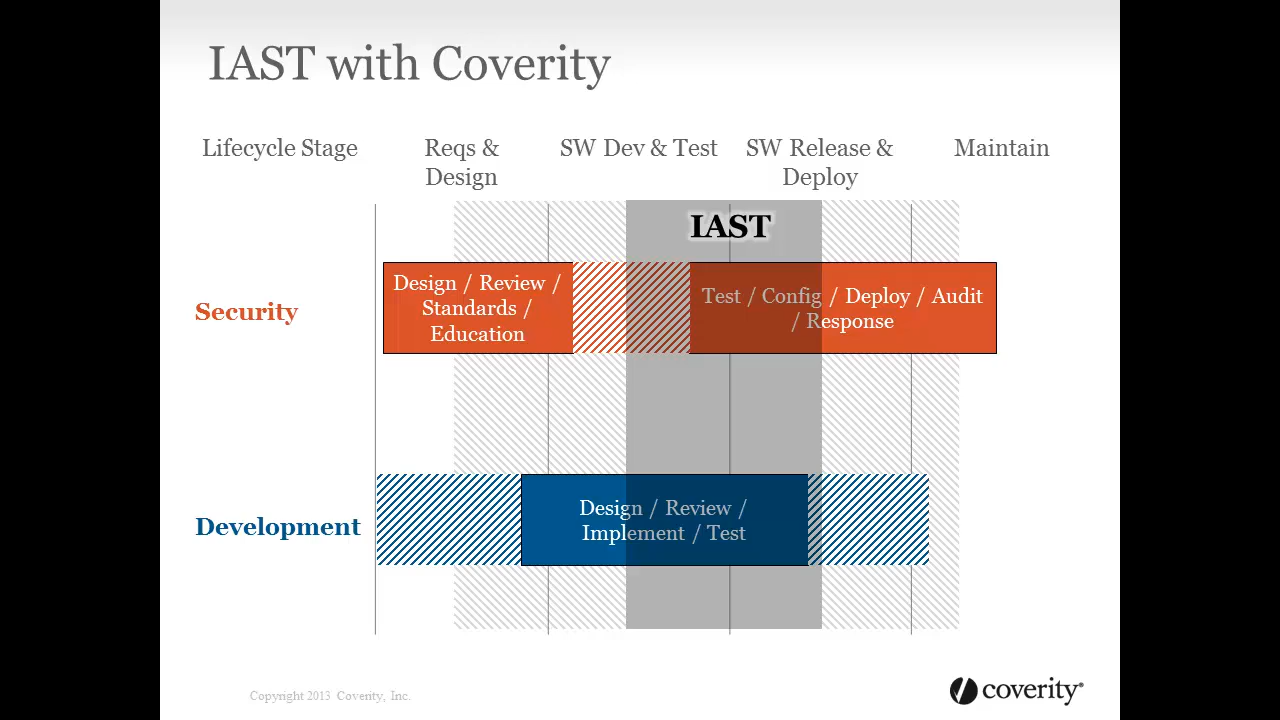 IAST with Coverity
Lifecycle Stage
Reqs &
Design
SW Dev & Test
SW Release &
Deploy
Maintain
IAST
Security
Design / Review /
Standards /
Education
Test / Config / Deploy / Audit
/ Response
Development
Design / Review /
Implement / Test
Copyright 2013 Coverity, Inc.
coverity®